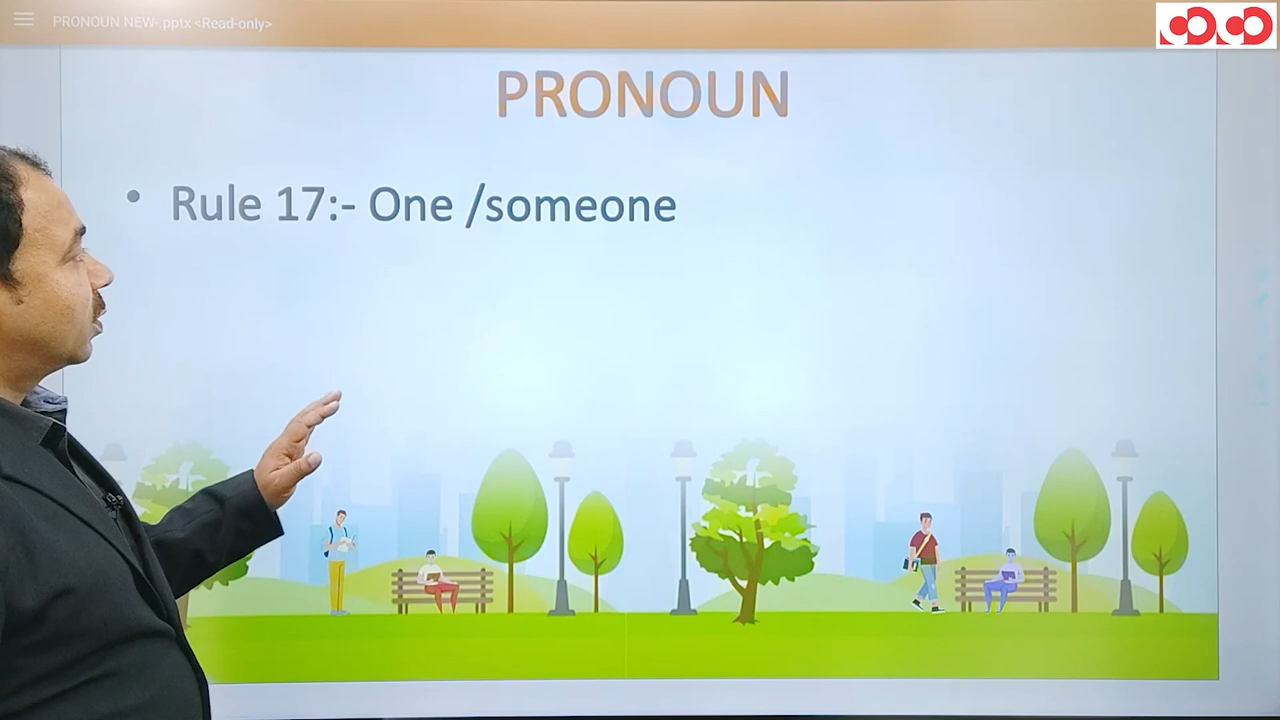 PRONOUN NEW-.pptx <Read-only>
PRONOUN
• Rule 17:- One /someone